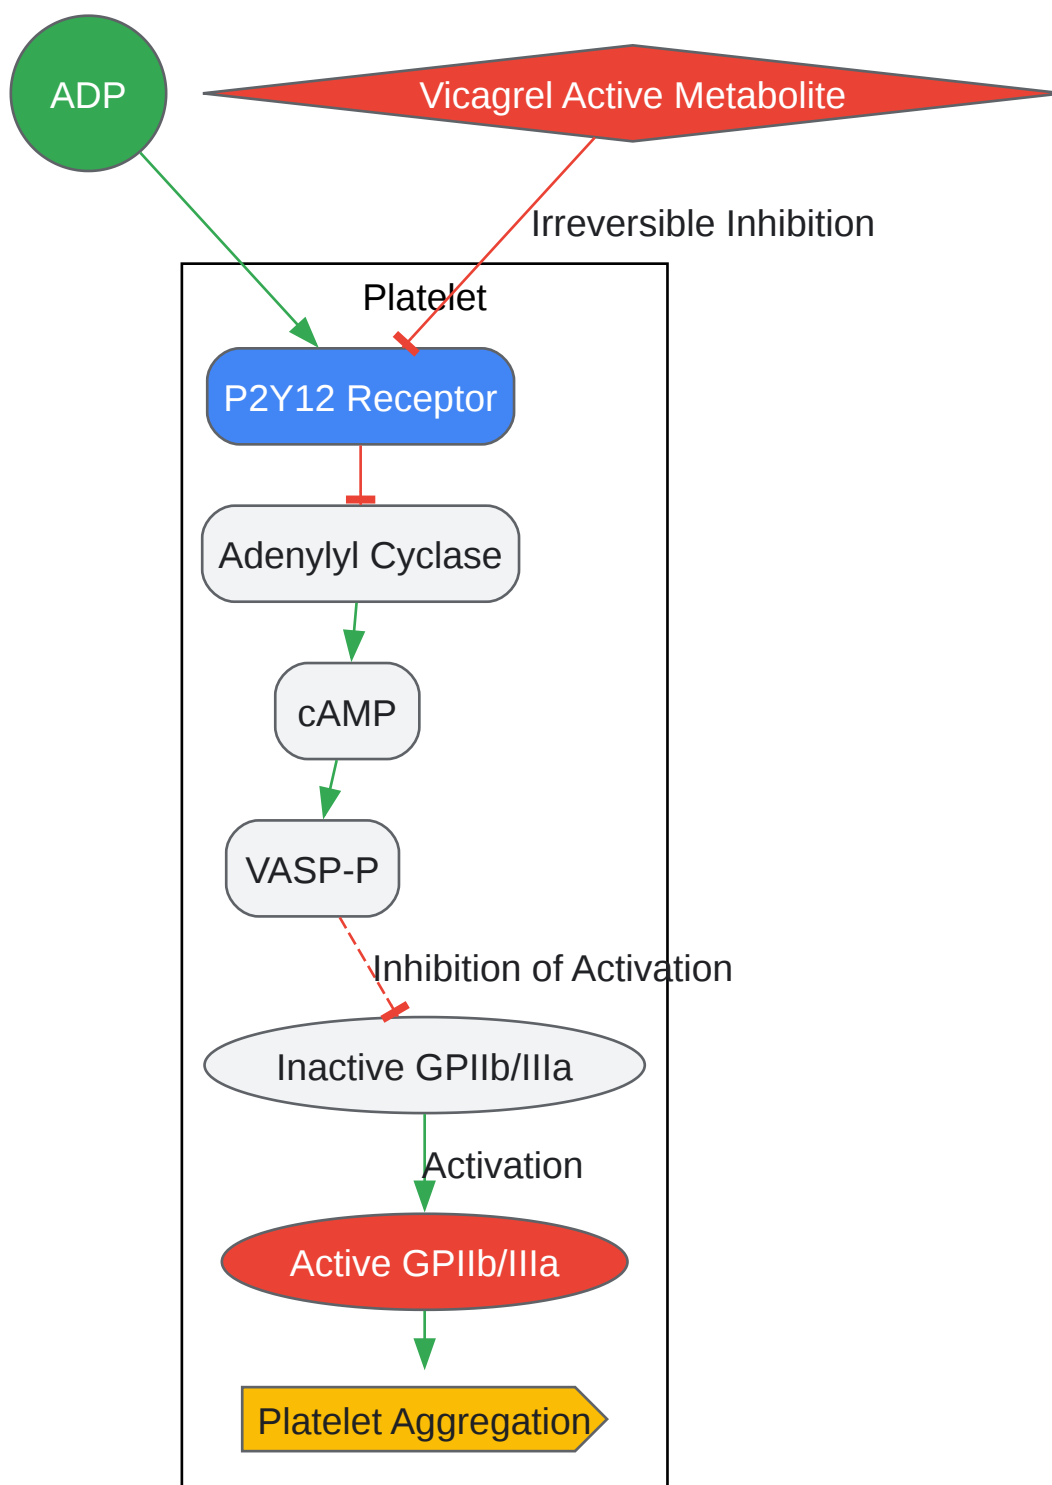 ADP
Vicagrel Active Metabolite
Irreversible Inhibition
Platelet
P2Y12 Receptor
Adenylyl Cyclase
cAMP
VASP-P
Inhibition of Activation
Inactive GPIIb/IIIa
Activation
Active GPIIb/IIIa
Platelet Aggregation